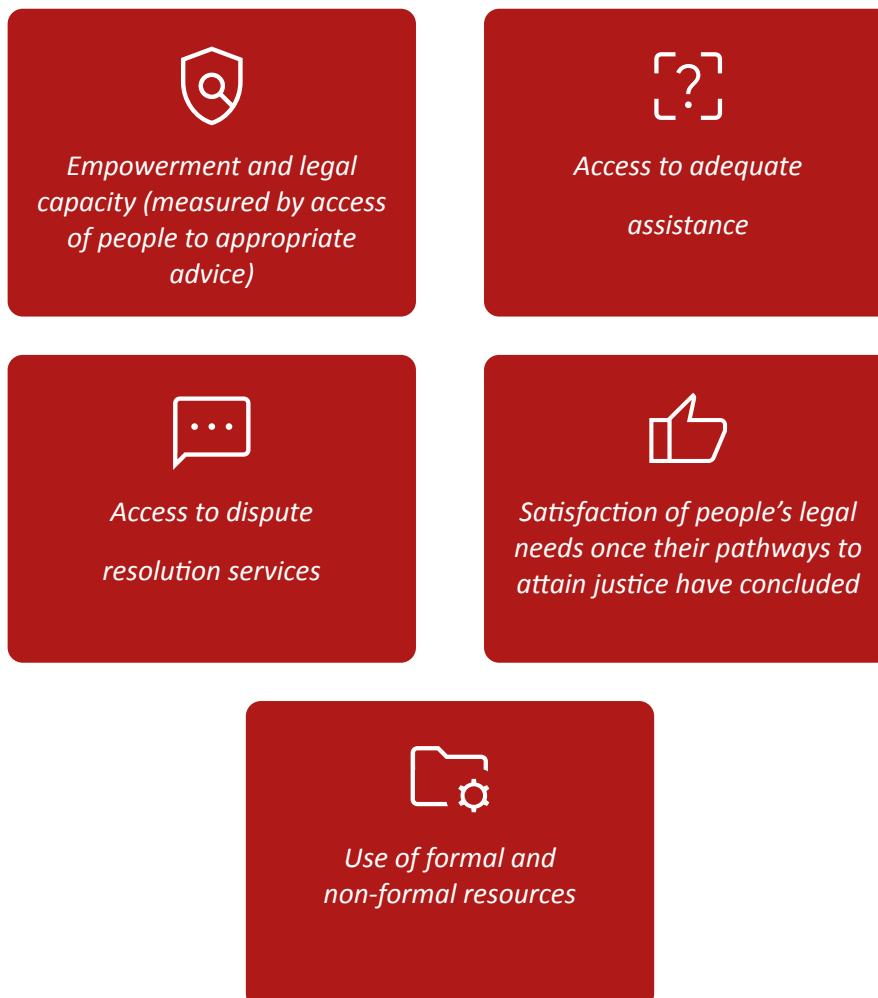 Empowerment and legal
capacity (measured by access
of people to appropriate
advice)
Access to adequate
assistance
Access to dispute
resolution services
Satisfaction of people’s legal
needs once their pathways to
attain justice have concluded
Use of formal and
non-formal resources